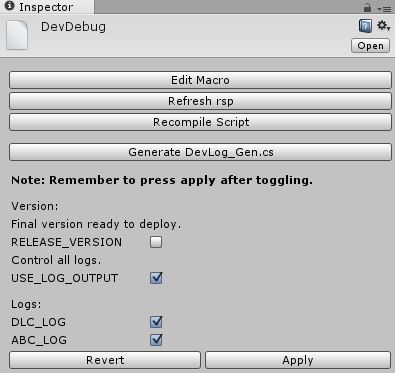 Inspector
DevDebug
Open
Edit Macro
Refresh rsp
Recompile Script
Generate DevLog_Gen.cs
Note: Remember to press apply after toggling.
Version:
Final version ready to deploy.
RELEASE_VERSION
Control all logs.
USE_LOG_OUTPUT
Logs:
DLC_LOG
ABC_LOG
Revert Apply